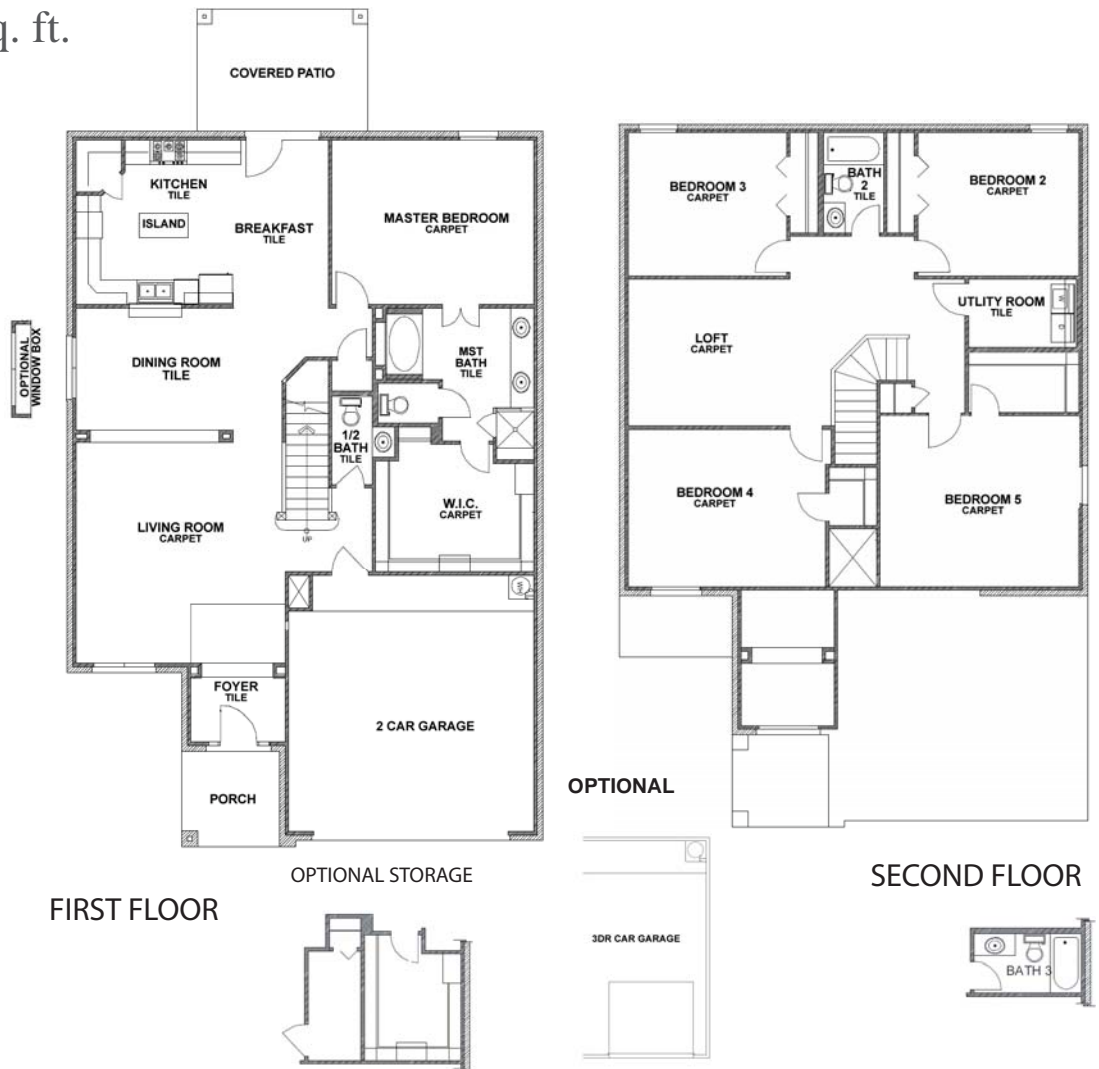 q. ft.
COVERED PATIO
KITCHEN
TILE
ISLAND
BREAKFAST
TILE
MASTER BEDROOM
CARPET
OPTIONAL
WINDOW BOX
DINING ROOM
TILE
MST
BATH
TILE
1/2
BATH
TILE
LIVING ROOM
CARPET
UP
W.I.C.
CARPET
WH
FOYER
TILE
2 CAR GARAGE
PORCH
FIRST FLOOR
BEDROOM 3
CARPET
BATH
2
TILE
BEDROOM 2
CARPET
UTLITY ROOM
TILE
LOFT
CARPET
BEDROOM 4
CARPET
BEDROOM 5
CARPET
SECOND FLOOR
OPTIONAL
OPTIONAL STORAGE
3DR CAR GARAGE
BATH 3